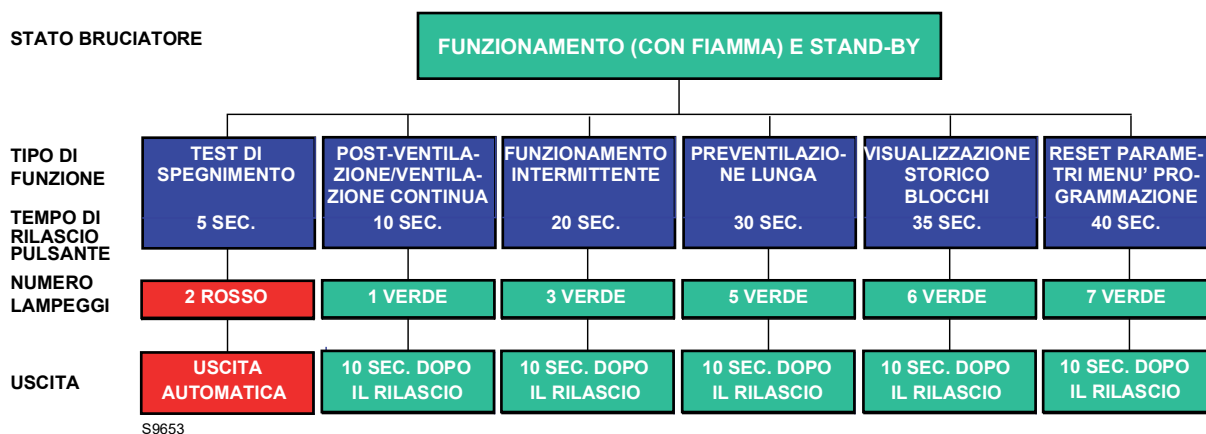 STATO BRUCIATORE
FUNZIONAMENTO (CON FIAMMA) E STAND-BY
TIPO DI
FUNZIONE
TEST DI
SPEGNIMENTO
POST-VENTILA-
ZIONE/VENTILA-
ZIONE CONTINUA
FUNZIONAMENTO
INTERMITTENTE
PREVENTILAZIO-
NE LUNGA
VISUALIZZAZIONE
STORICO
BLOCCHI
RESET PARAME-
TRI MENU' PRO-
GRAMMAZIONE
TEMPO DI
RILASCIO
PULSANTE
5 SEC.
10 SEC.
20 SEC.
30 SEC.
35 SEC.
40 SEC.
NUMERO
LAMPEGGI
2 ROSSO
1 VERDE
3 VERDE
5 VERDE
6 VERDE
7 VERDE
USCITA
USCITA
AUTOMATICA
10 SEC. DOPO
IL RILASCIO
10 SEC. DOPO
IL RILASCIO
10 SEC. DOPO
IL RILASCIO
10 SEC. DOPO
IL RILASCIO
10 SEC. DOPO
IL RILASCIO
S9653